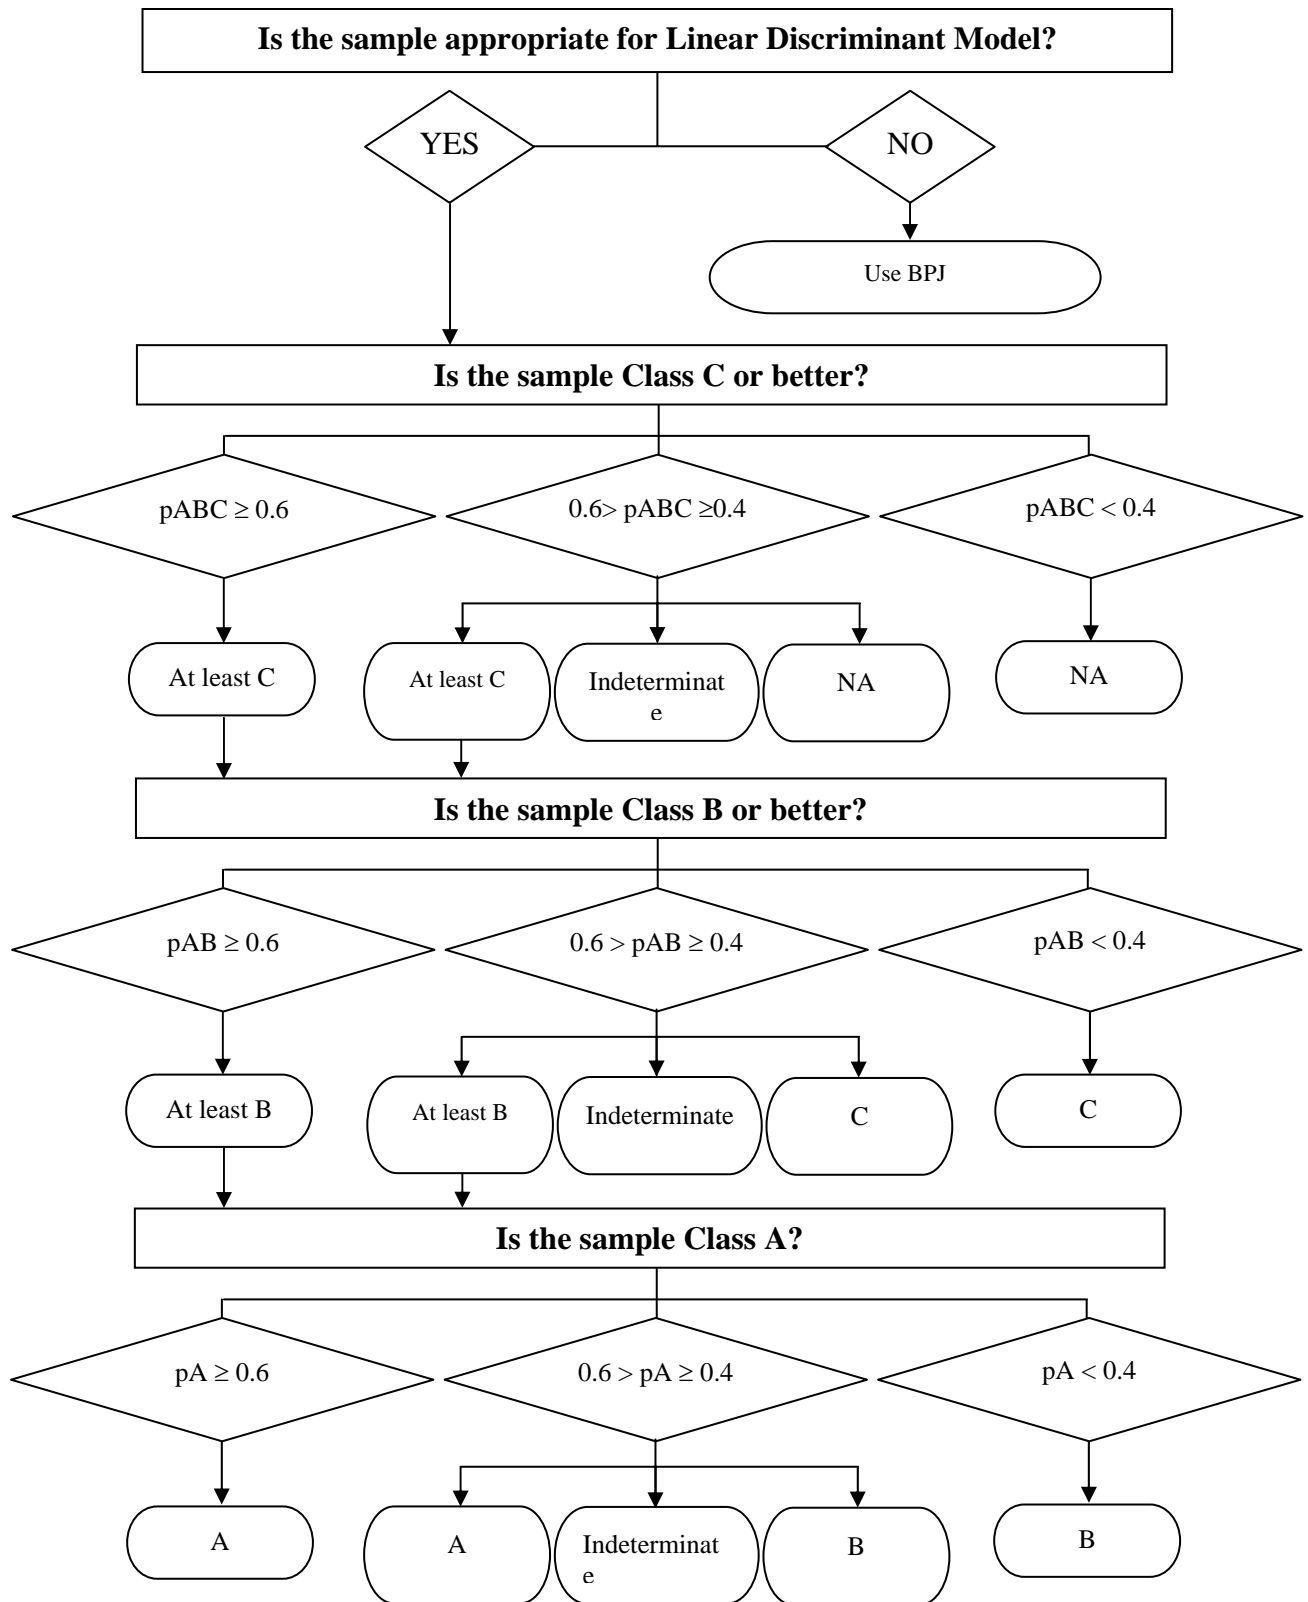 Is the sample appropriate for Linear Discriminant Model?
YES
NO
Use BPJ
Is the sample Class C or better?
pABC ≥ 0.6
0.6> pABC ≥0.4
pABC < 0.4
At least C
At least C
Indeterminat
e
NA
NA
Is the sample Class B or better?
pAB ≥ 0.6
0.6 > pAB ≥ 0.4
pAB < 0.4
At least B
At least B
Indeterminate
C
C
Is the sample Class A?
pA ≥ 0.6
0.6 > pA ≥ 0.4
pA < 0.4
A
A
Indeterminat
e
B
B